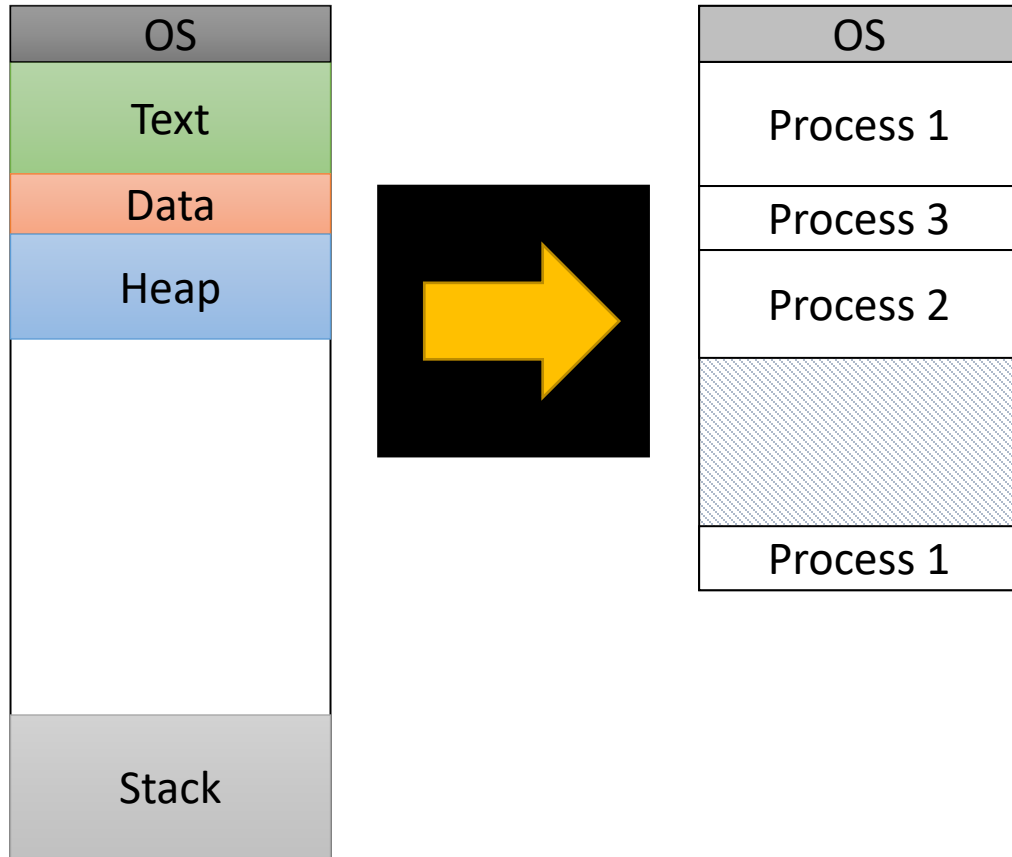 OS
Text
Data
Heap
Stack
OS
Process 1
Process 3
Process 2
Process 1